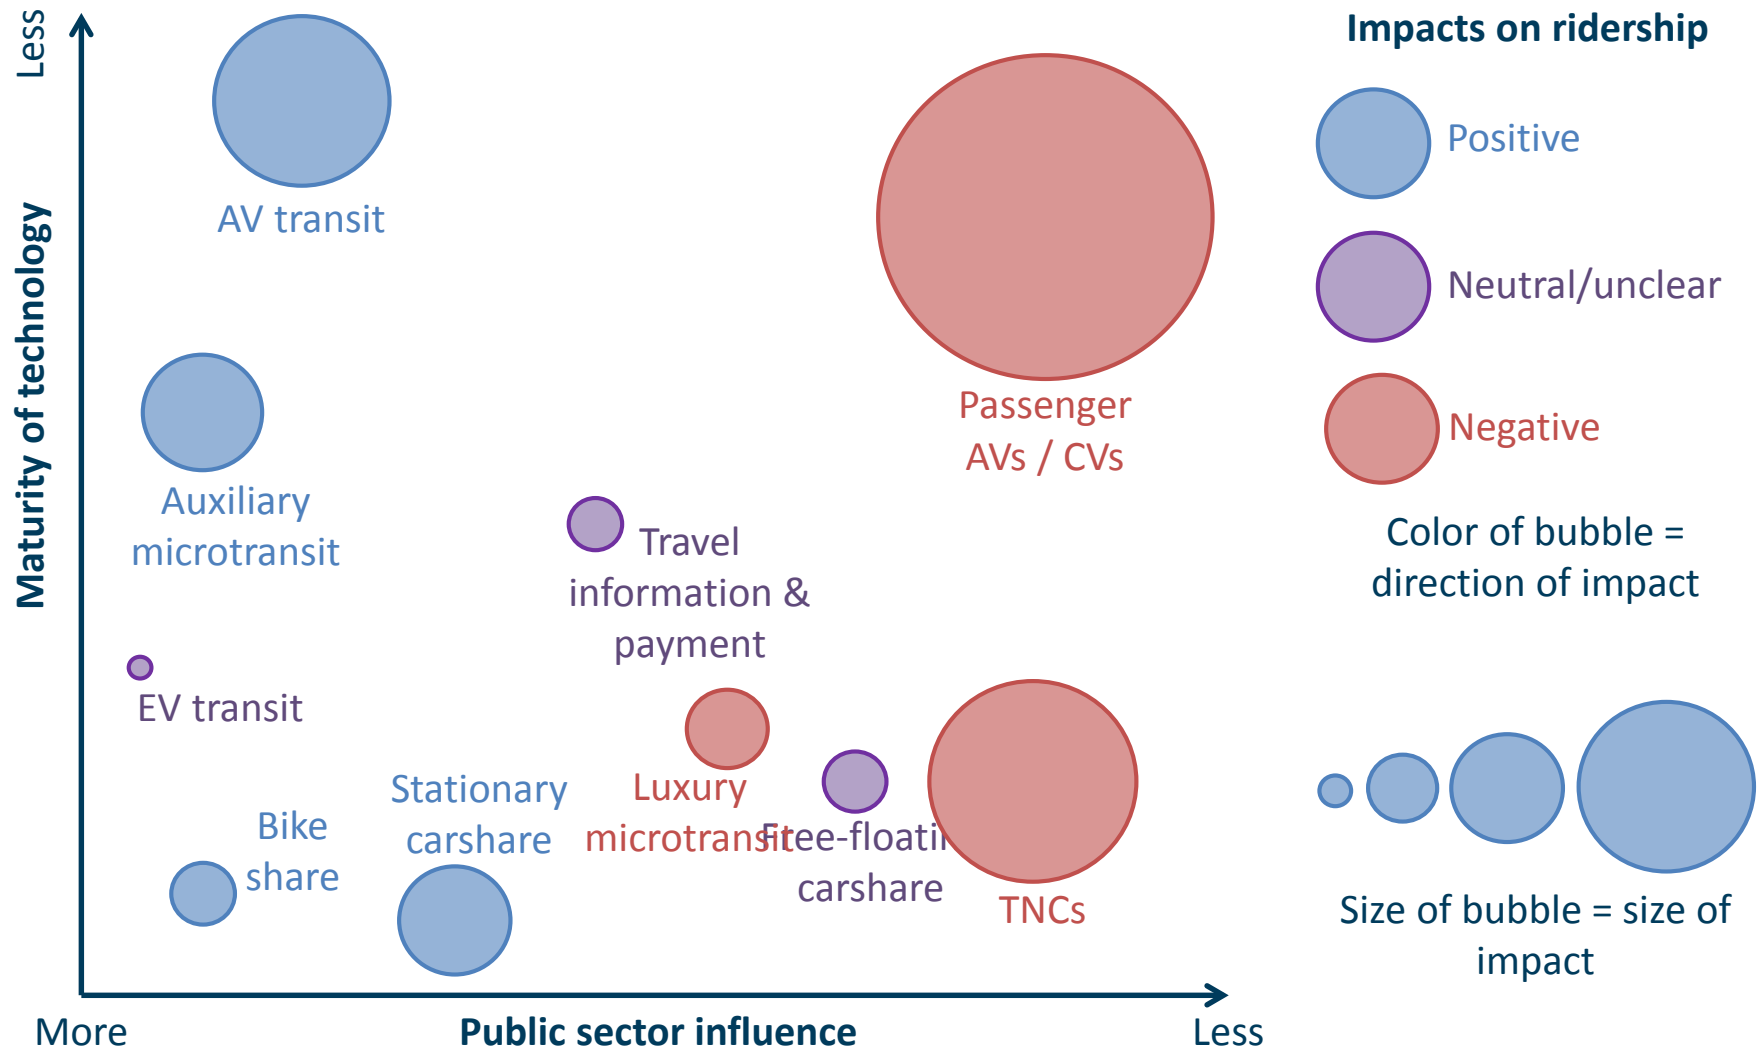 Less
Maturity of technology
More
Public sector influence
Less
AV transit
Auxiliary
microtransit
EV transit
Bike
share
Stationary
carshare
Travel
information &
payment
Luxury
microtransit
Free-floatin
carshare
Passenger
AVs / CVs
TNCs
Impacts on ridership
Positive
Neutral/unclear
Negative
Color of bubble =
direction of impact
Size of bubble = size of
impact